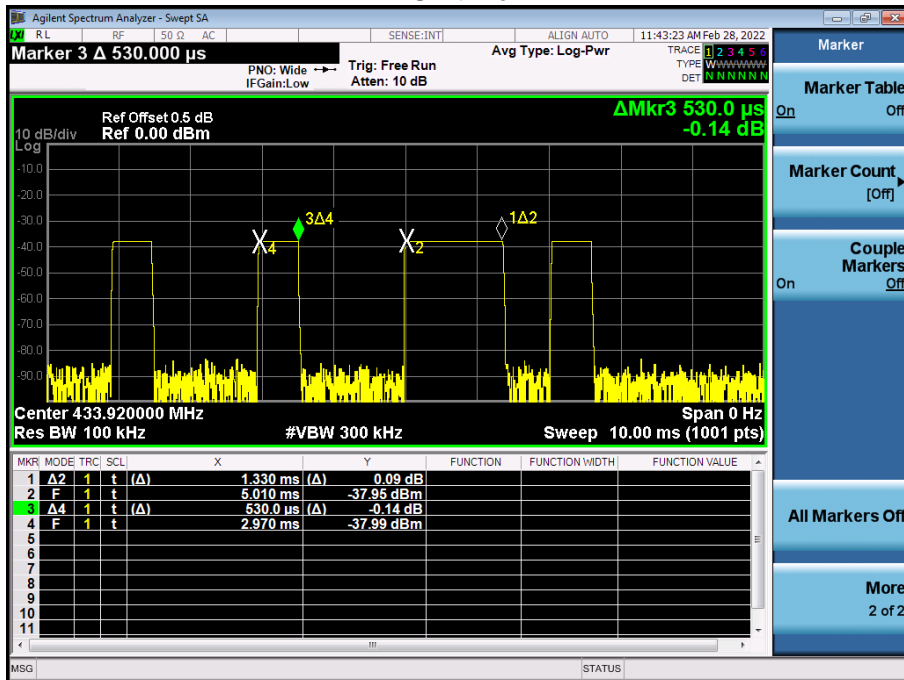 Agilent Spectrum Analyzer - Swept SA
LXI RL RF 50 Ω AC SENSE:INT ALIGN AUTO 11:43:23 AM Feb 28, 2022
Marker 3 Δ 530.000 µs
PNO: Wide
IFGain:Low
Trig: Free Run
Atten: 10 dB
Avg Type: Log-Pwr
TRACE 1 2 3 4 5 6
TYPE WWWWWW
DET N N N N N N
ΔMkr3 530.0 µs
-0.14 dB
Ref Offset 0.5 dB
10 dB/div Ref 0.00 dBm
Log
-10.0
-20.0
-30.0
-40.0
-50.0
-60.0
-70.0
-80.0
-90.0
3Δ4
1Δ2
4
2
Center 433.920000 MHz Span 0 Hz
Res BW 100 kHz #VBW 300 kHz Sweep 10.00 ms (1001 pts)
MKR MODE TRC SCL X Y FUNCTION FUNCTION WIDTH FUNCTION VALUE
1 Δ2 1 t (Δ) 1.330 ms (Δ) 0.09 dB
2 F 1 t 5.010 ms -37.95 dBm
3 Δ4 1 t (Δ) 530.0 µs (Δ) -0.14 dB
4 F 1 t 2.970 ms -37.99 dBm
5
6
7
8
9
10
11
MSG STATUS
Marker
Marker Table
On Off
Marker Count
[Off]
Couple
Markers
On Off
All Markers Off
More
2 of 2